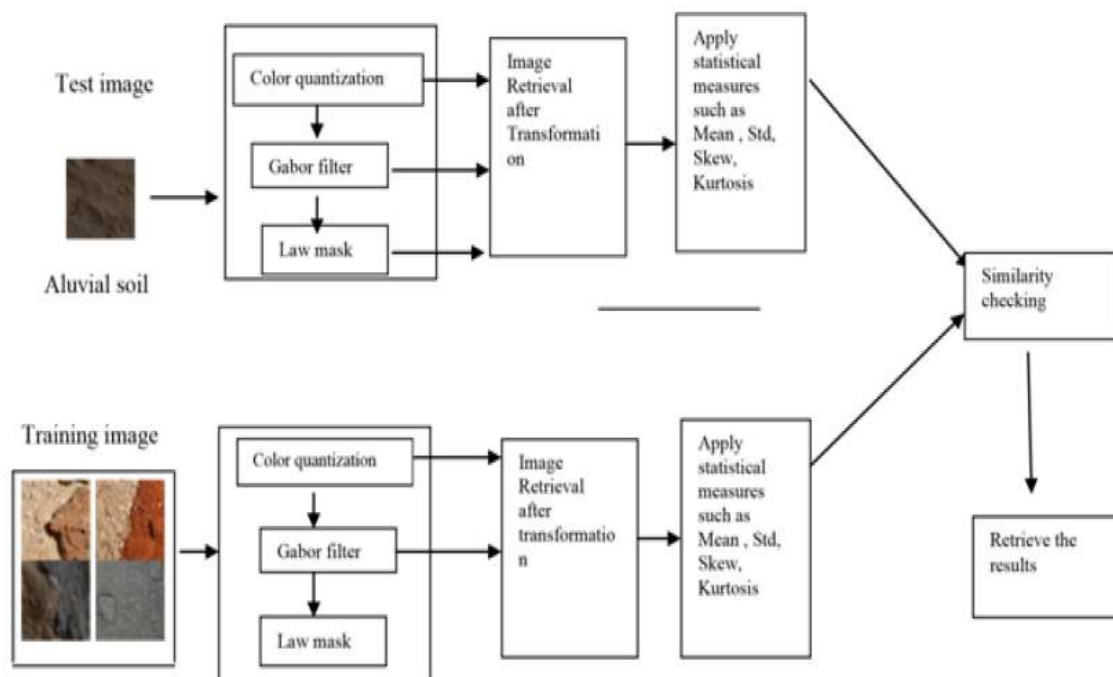 Test image
Aluvial soil
Color quantization
Gabor filter
Law mask
Image
Retrieval
after
Transformati
on
Apply
statistical
measures
such as
Mean , Std,
Skew,
Kurtosis
Similarity
checking
Training image
Color quantization
Gabor filter
Law mask
Image
Retrieval
after
transformatio
n
Apply
statistical
measures
such as
Mean , Std,
Skew,
Kurtosis
Retrieve the
results